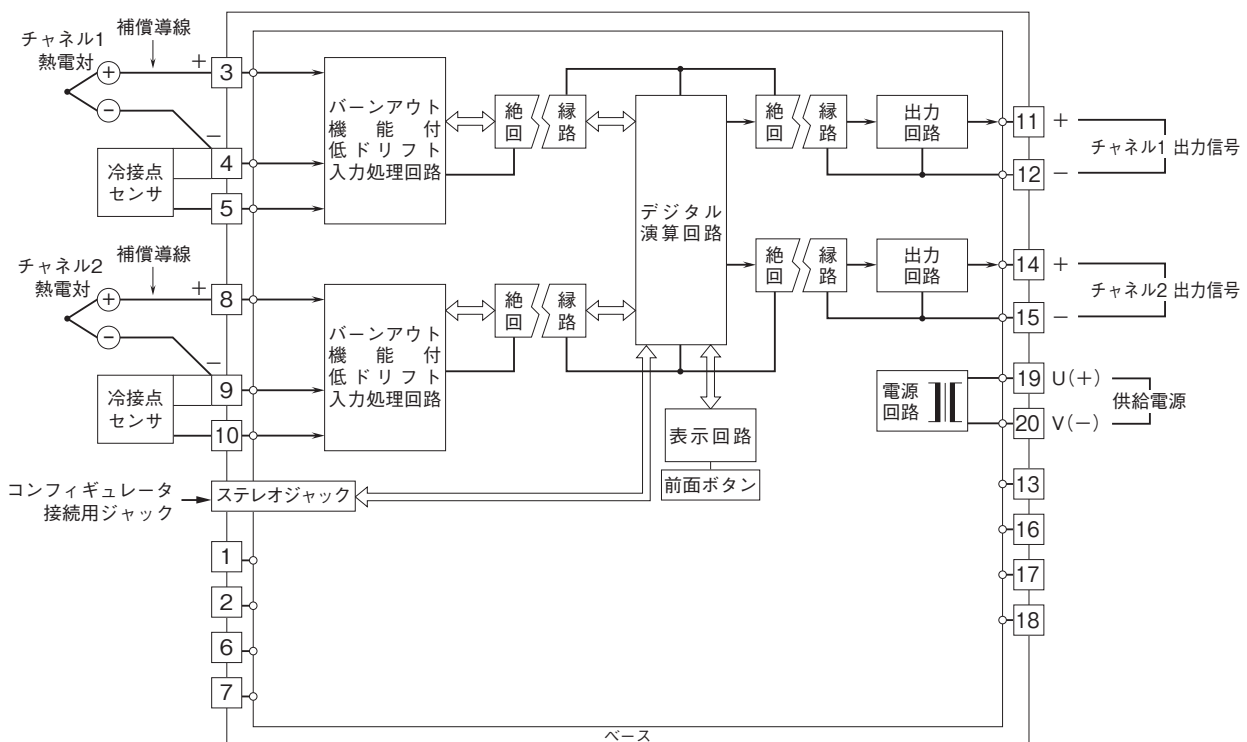 チャネル1
熱電対
補償導線
+
−
+ 3
− 4
5
冷接点
センサ
バーンアウト
機能付
低ドリフト
入力処理回路
絶縁
回路
デジタル
演算回路
絶縁
回路
出力
回路
11 +
12 −
チャネル1 出力信号
チャネル2
熱電対
補償導線
+
−
+ 8
− 9
10
冷接点
センサ
バーンアウト
機能付
低ドリフト
入力処理回路
絶縁
回路
絶縁
回路
出力
回路
14 +
15 −
チャネル2 出力信号
電源
回路
19 U(+)
20 V(−)
供給電源
表示回路
前面ボタン
コンフィギュレータ
接続用ジャック
ステレオジャック
1
2
6
7
13
16
17
18
ベース